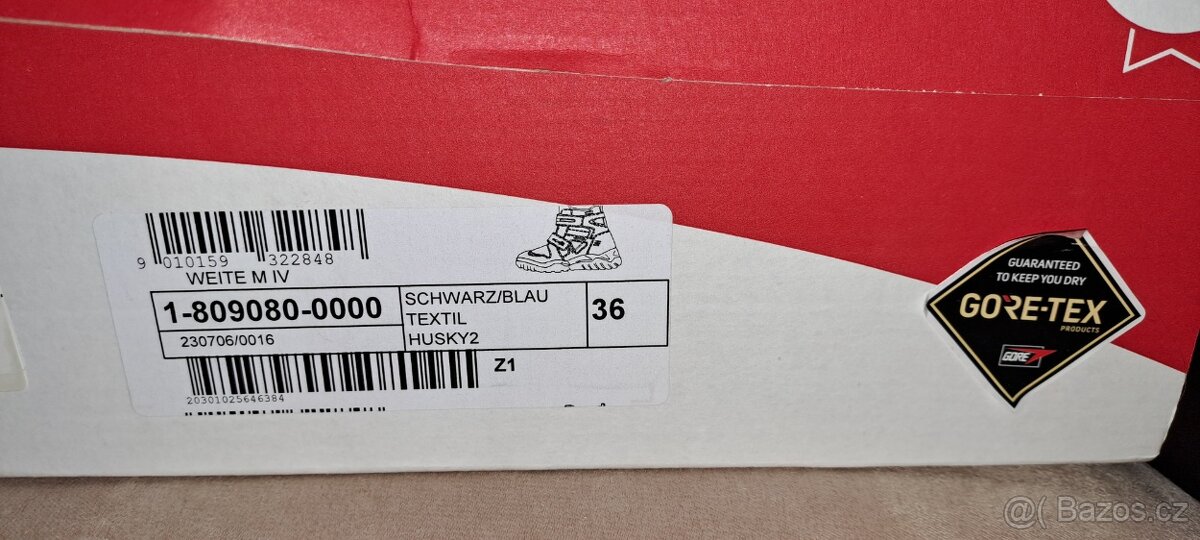 9 010159 322848
WEITE M IV
1-809080-0000
230706/0016
SCHWARZ/BLAU
TEXTIL
HUSKY2
36
20301025646384
Z1
GUARANTEED
TO KEEP YOU DRY
GORE-TEX
PRODUCTS
GORE
@( Bazos.cz